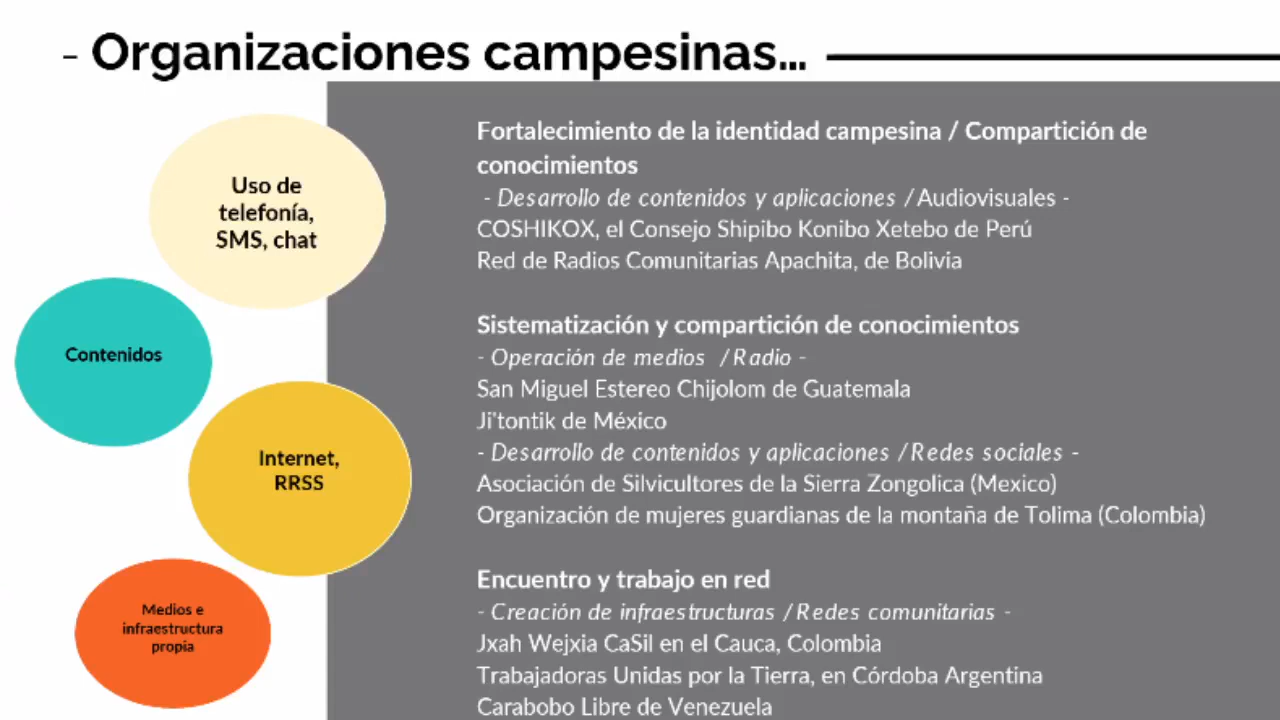 - Organizaciones campesinas...
Uso de
telefonía,
SMS, chat
Contenidos
Internet,
RRSS
Medios e
infraestructura
propia
Fortalecimiento de la identidad campesina / Compartición de
conocimientos
- Desarrollo de contenidos y aplicaciones / Audiovisuales -
COSHIKOX, el Consejo Shipibo Konibo Xetebo de Perú
Red de Radios Comunitarias Apachita, de Bolivia
Sistematización y compartición de conocimientos
- Operación de medios / Radio -
San Miguel Estereo Chijolom de Guatemala
Ji'tontik de México
- Desarrollo de contenidos y aplicaciones / Redes sociales -
Asociación de Silvicultores de la Sierra Zongolica (Mexico)
Organización de mujeres guardianas de la montaña de Tolima (Colombia)
Encuentro y trabajo en red
- Creación de infraestructuras / Redes comunitarias -
Jxah Wejxia CaSil en el Cauca, Colombia
Trabajadoras Unidas por la Tierra, en Córdoba Argentina
Carabobo Libre de Venezuela